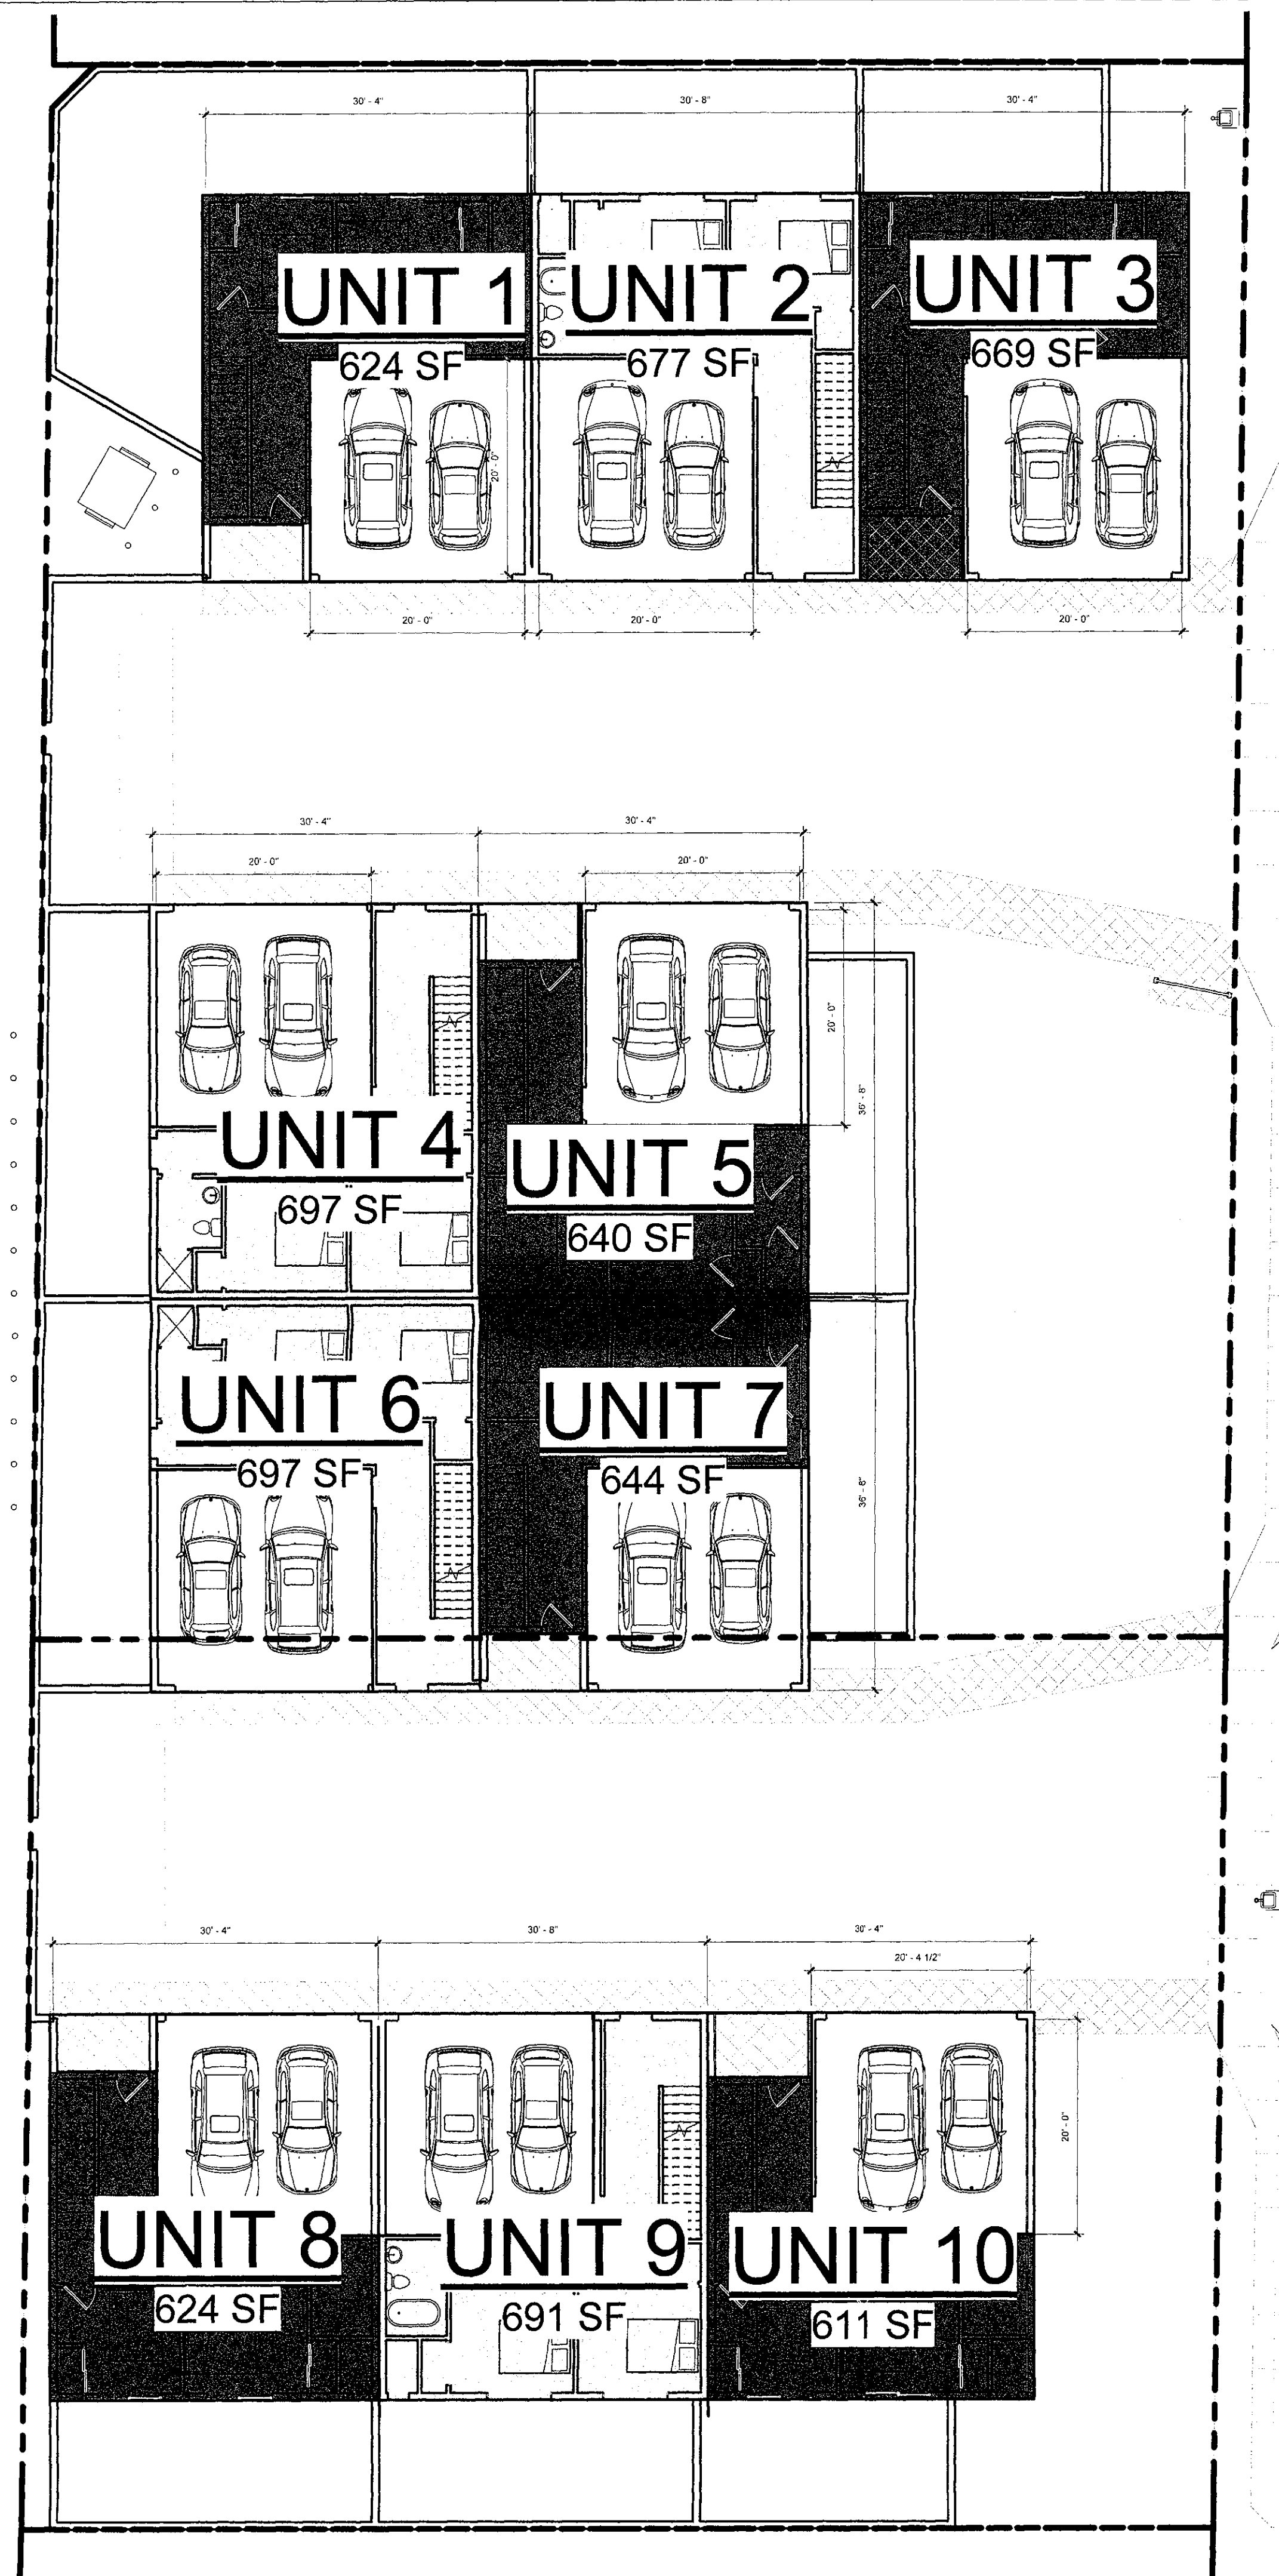 30' - 4"
30' - 8"
30' - 4"
UNIT 1
624 SF
UNIT 2
677 SF
UNIT 3
669 SF
20' - 0"
20' - 0"
20' - 0"
20' - 0"
30' - 4"
30' - 4"
20' - 0"
20' - 0"
20' - 0"
36' - 8"
UNIT 4
697 SF
UNIT 5
640 SF
UNIT 6
697 SF
UNIT 7
644 SF
36' - 8"
30' - 4"
30' - 8"
30' - 4"
20' - 4 1/2"
20' - 0"
UNIT 8
624 SF
UNIT 9
691 SF
UNIT 10
611 SF